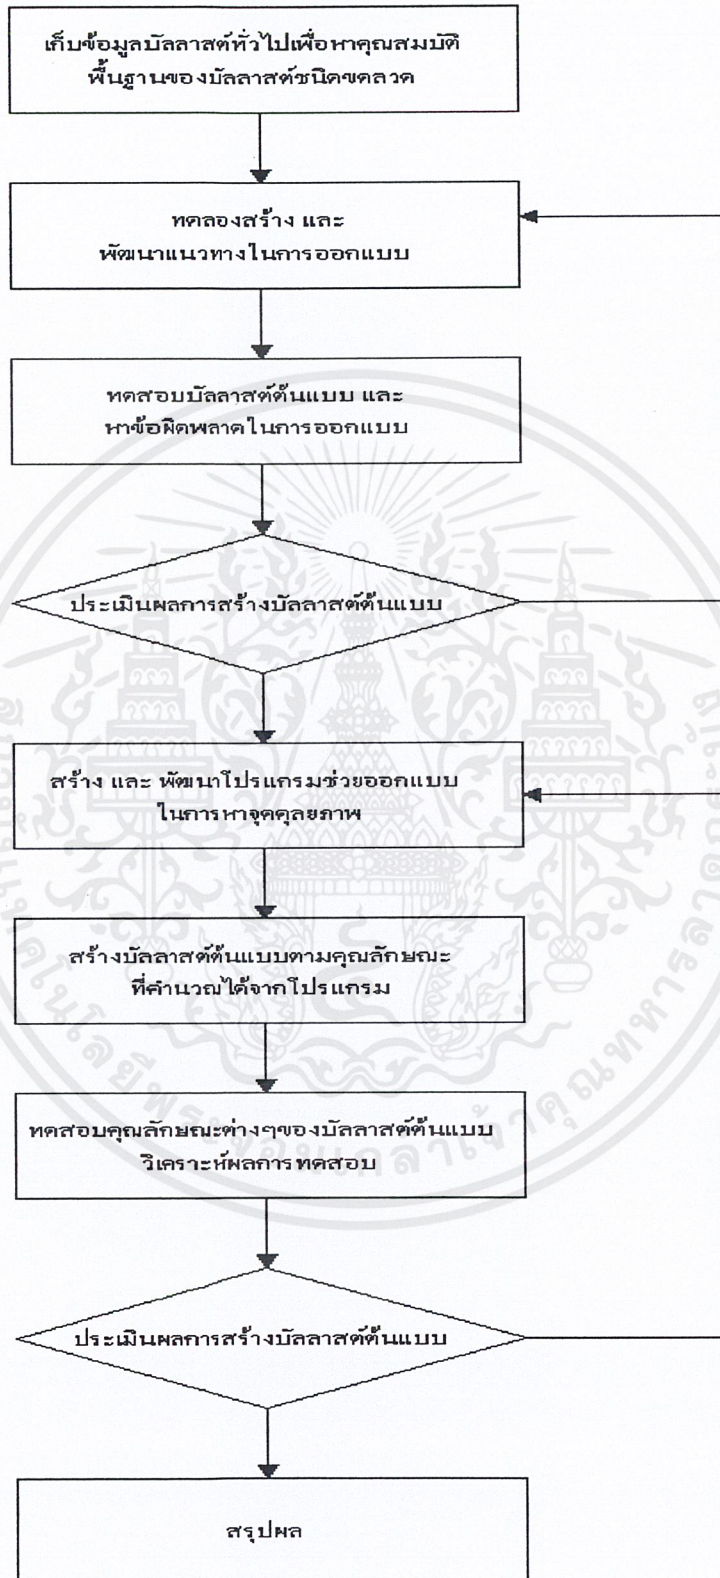 เก็บข้อมูลบัลลาสต์ทั่วไปเพื่อหาคุณสมบัติ
พื้นฐานของบัลลาสต์ชนิดขดลวด
ทดลองสร้าง และ
พัฒนาแนวทางในการออกแบบ
ทดสอบบัลลาสต์ต้นแบบ และ
หาข้อผิดพลาดในการออกแบบ
ประเมินผลการสร้างบัลลาสต์ต้นแบบ
สร้าง และ พัฒนาโปรแกรมช่วยออกแบบ
ในการหาจุดดุลยภาพ
สร้างบัลลาสต์ต้นแบบตามคุณลักษณะ
ที่คำนวณได้จากโปรแกรม
ทดสอบคุณลักษณะต่างๆของบัลลาสต์ต้นแบบ
วิเคราะห์ผลการทดสอบ
ประเมินผลการสร้างบัลลาสต์ต้นแบบ
สรุปผล